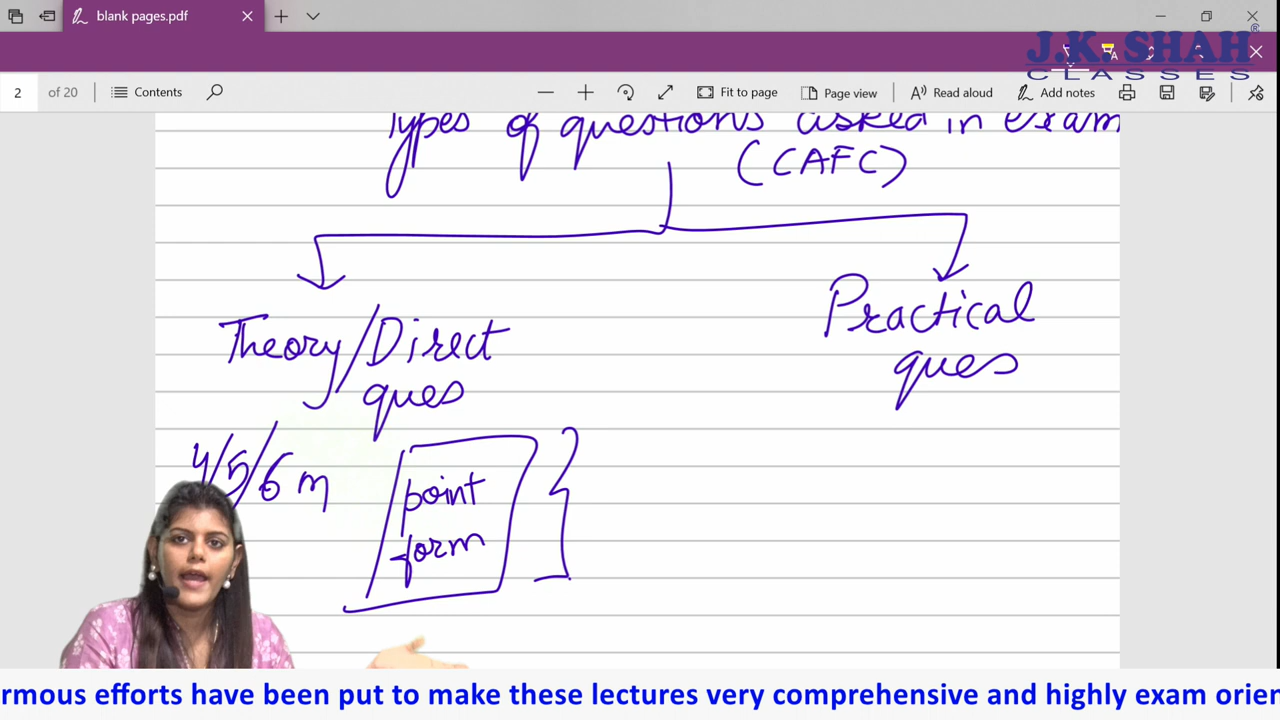 blank pages.pdf
J.K. SHAH®
CLASSES
2 of 20 Contents Fit to page Page view Read aloud Add notes
Types of questions asked in exam
(CAFC)
Theory/Direct
ques
Practical
ques
4/5/6 m
point
form
ormous efforts have been put to make these lectures very comprehensive and highly exam orien